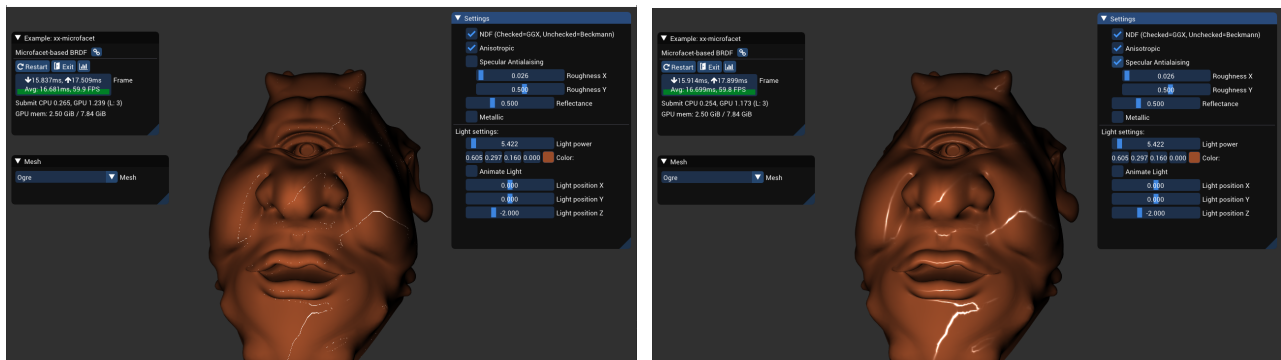 Example: xx-microfacet
Microfacet-based BRDF
Restart Exit
15.837ms, 17.509ms Frame
Avg: 16.681ms, 59.9 FPS
Submit CPU 0.265, GPU 1.239 (L: 3)
GPU mem: 2.50 GiB / 7.84 GiB
Mesh
Ogre Mesh
Settings
NDF (Checked=GGX, Unchecked=Beckmann)
Anisotropic
Specular Antialaising
0.026 Roughness X
0.500 Roughness Y
0.500 Reflectance
Metallic
Light settings:
5.422 Light power
0.605 0.297 0.160 0.000 Color:
Animate Light
0.000 Light position X
0.000 Light position Y
-2.000 Light position Z
Example: xx-microfacet
Microfacet-based BRDF
Restart Exit
15.914ms, 17.899ms Frame
Avg: 16.699ms, 59.8 FPS
Submit CPU 0.254, GPU 1.173 (L: 3)
GPU mem: 2.50 GiB / 7.84 GiB
Mesh
Ogre Mesh
Settings
NDF (Checked=GGX, Unchecked=Beckmann)
Anisotropic
Specular Antialaising
0.026 Roughness X
0.500 Roughness Y
0.500 Reflectance
Metallic
Light settings:
5.422 Light power
0.605 0.297 0.160 0.000 Color:
Animate Light
0.000 Light position X
0.000 Light position Y
-2.000 Light position Z